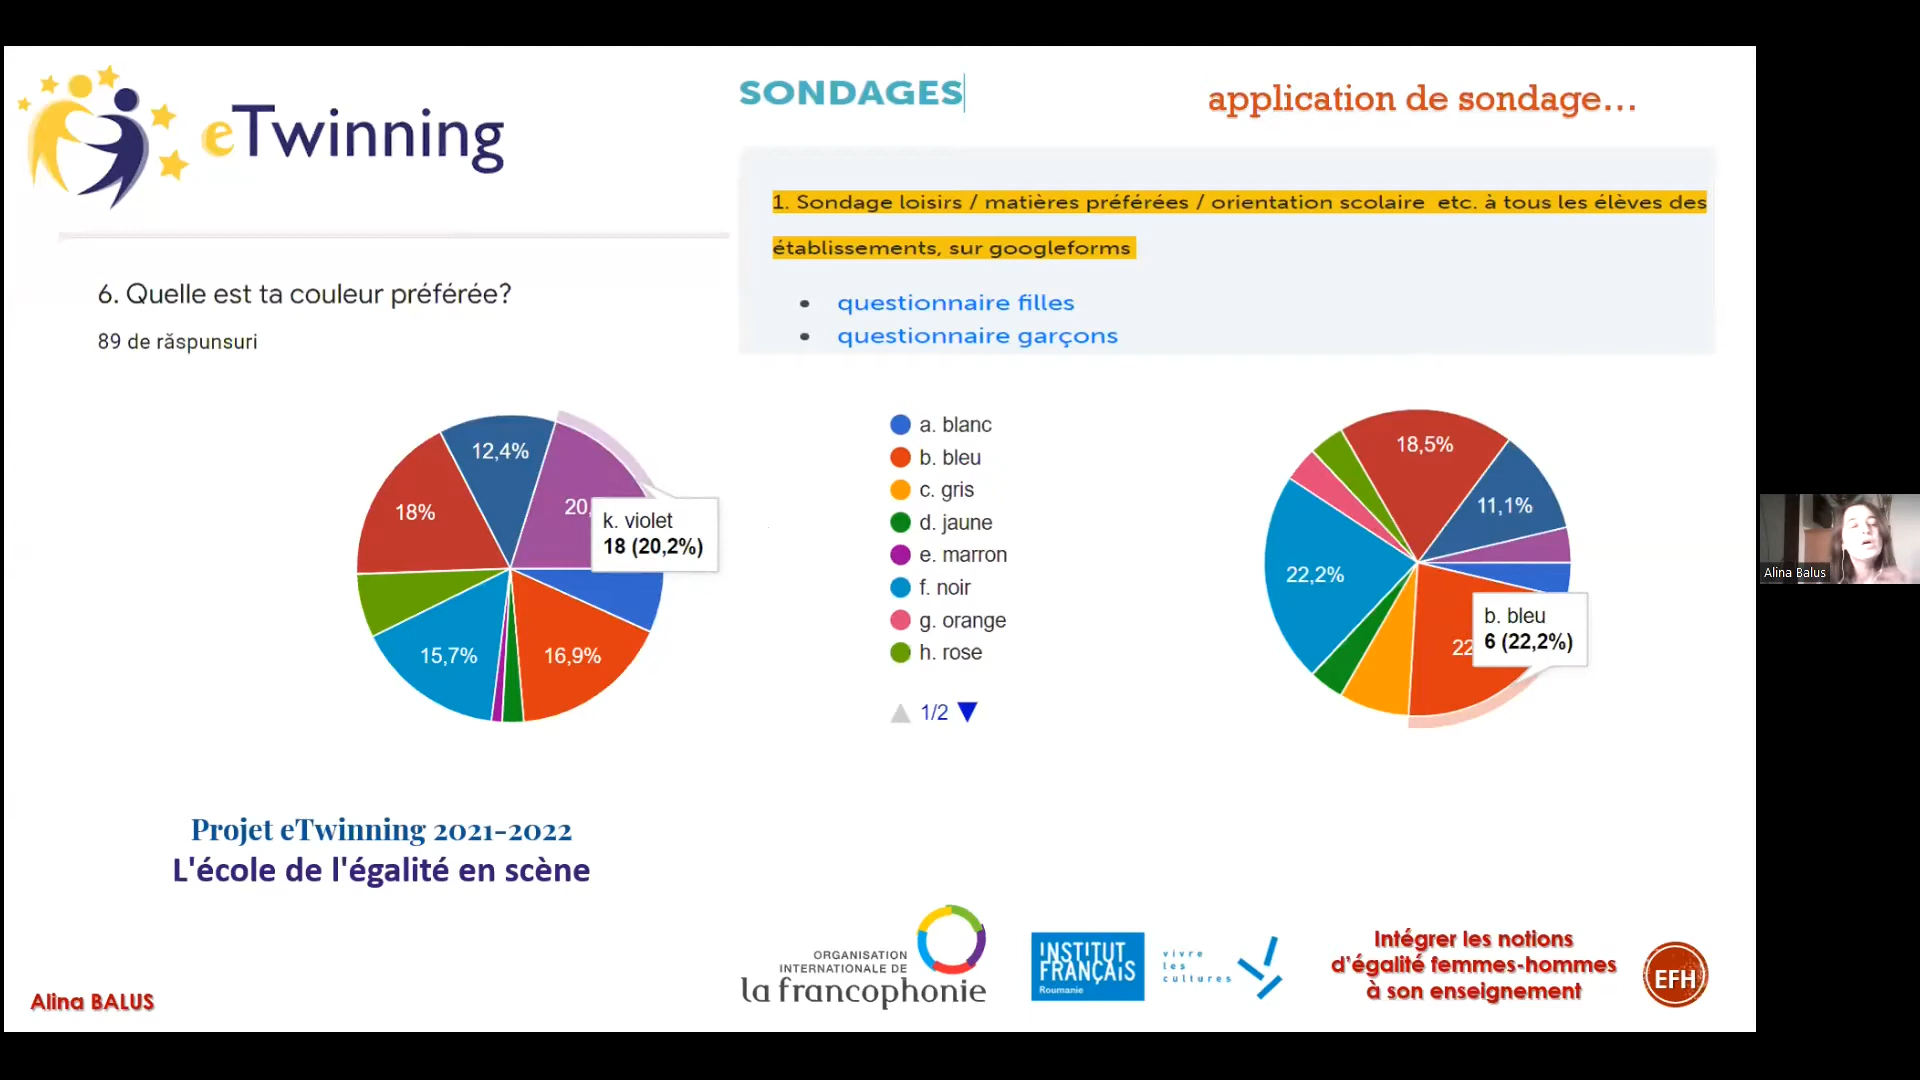 eTwinning
SONDAGES
application de sondage...
1. Sondage loisirs / matières préférées / orientation scolaire etc. à tous les élèves des
établissements, sur googleforms
• questionnaire filles
• questionnaire garçons
6. Quelle est ta couleur préférée?
89 de răspunsuri
12,4%
18%
20,
k. violet
18 (20,2%)
15,7%
16,9%
a. blanc
b. bleu
c. gris
d. jaune
e. marron
f. noir
g. orange
h. rose
1/2
18,5%
11,1%
22,2%
22
b. bleu
6 (22,2%)
Alina Balus
Projet eTwinning 2021-2022
L'école de l'égalité en scène
ORGANISATION
INTERNATIONALE DE
la francophonie
INSTITUT
FRANÇAIS
Roumanie
vivre
les
cultures
Intégrer les notions
d'égalité femmes-hommes
à son enseignement
EFH
Alina BALUS